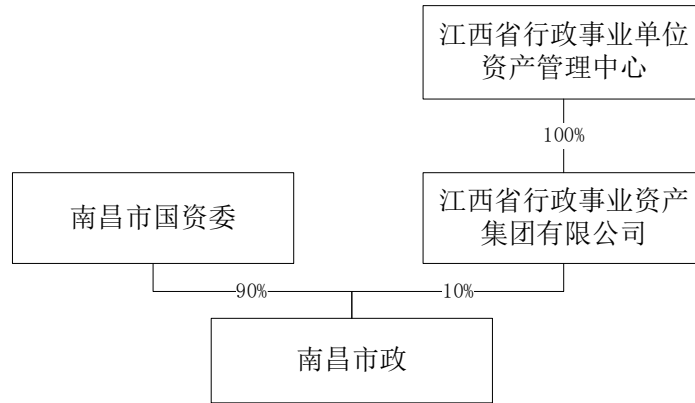 江西省行政事业单位
资产管理中心
100%
南昌市国资委
江西省行政事业资产
集团有限公司
90%
10%
南昌市政